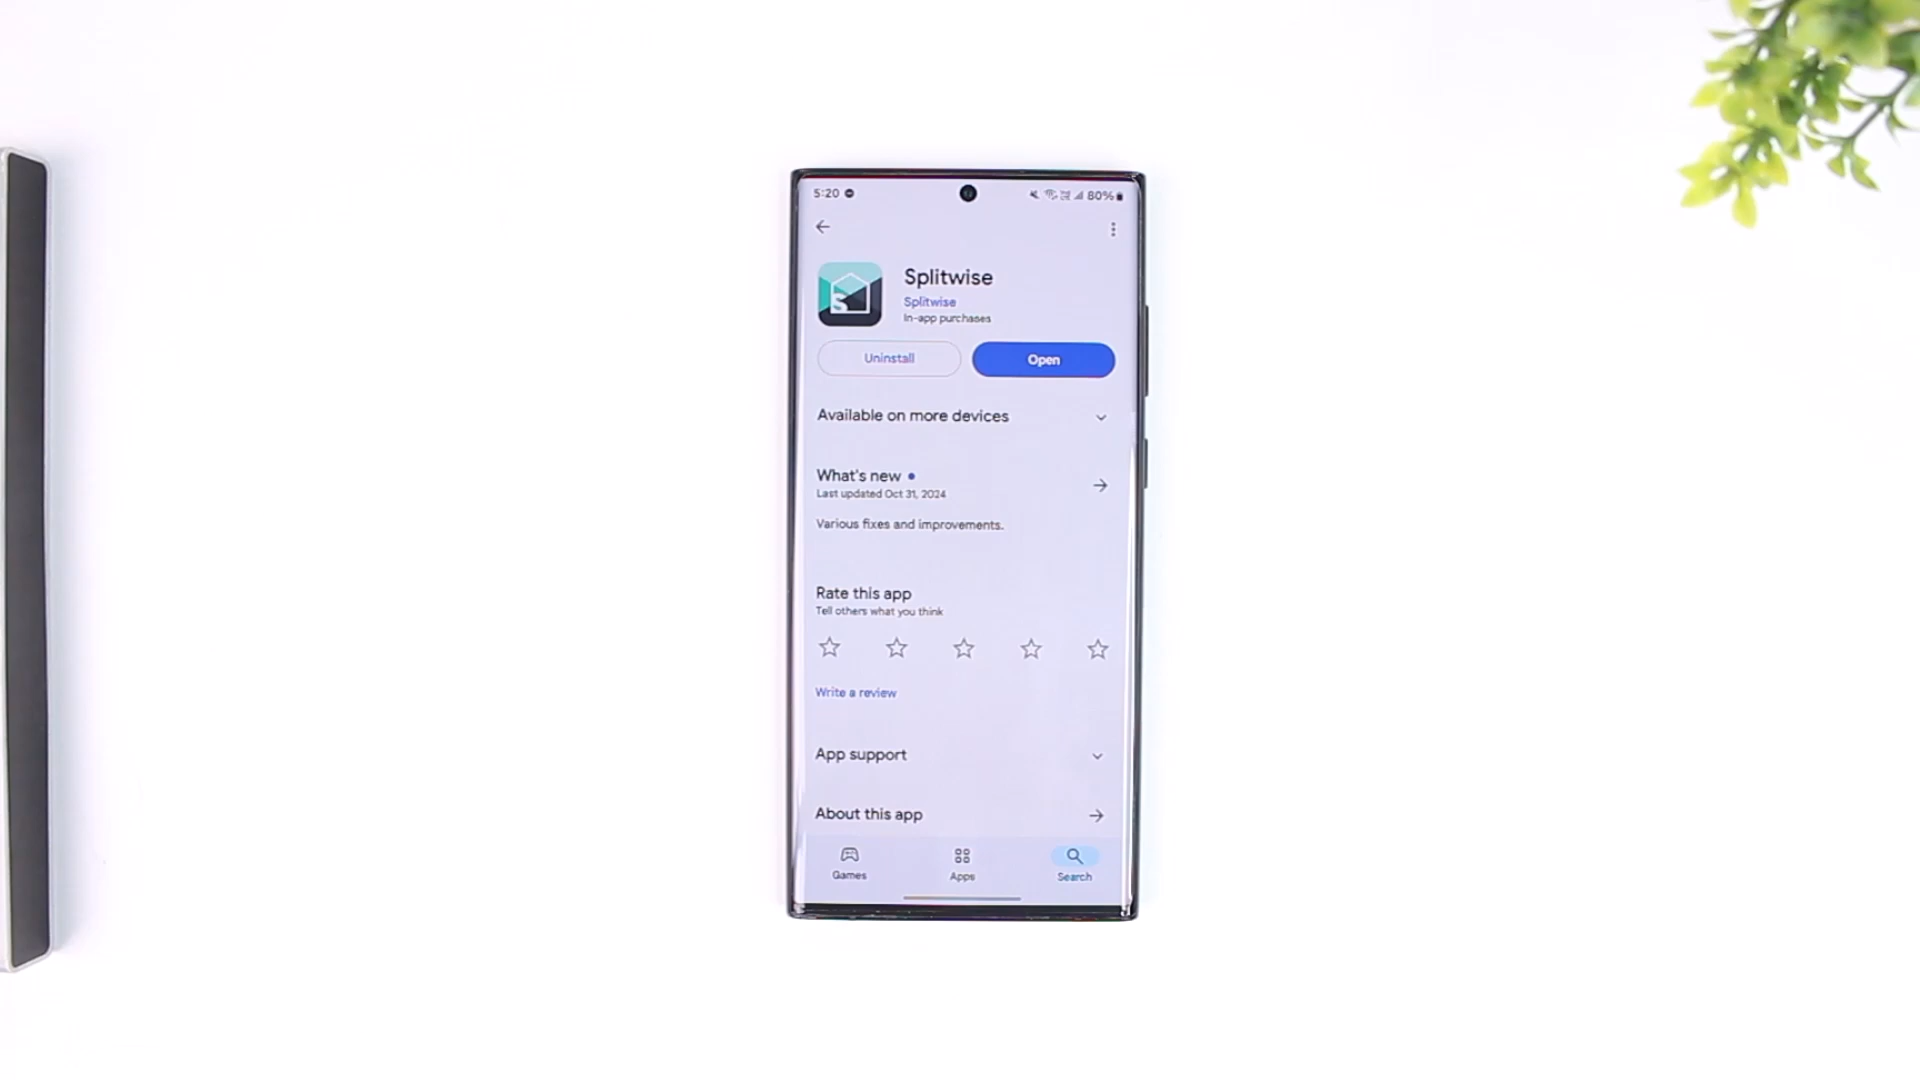 5:20
80%
Splitwise
Splitwise
In-app purchases
Uninstall
Open
Available on more devices
What's new
Last updated Oct 31, 2024
Various fixes and improvements.
Rate this app
Tell others what you think
Write a review
App support
About this app
Games
Apps
Search